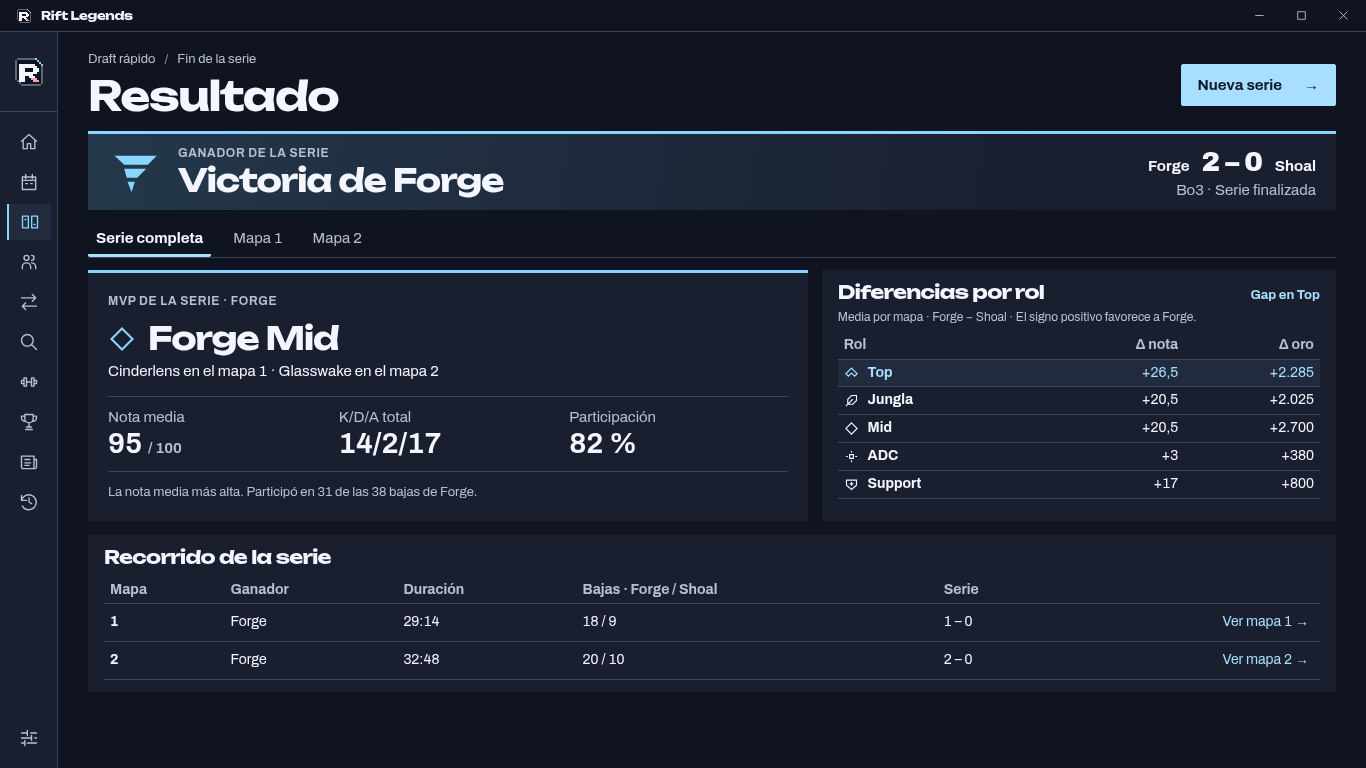 Rift Legends
Draft rápido / Fin de la serie
Resultado
Nueva serie →
GANADOR DE LA SERIE
Victoria de Forge
Forge 2 – 0 Shoal
Bo3 · Serie finalizada
Serie completa Mapa 1 Mapa 2
MVP DE LA SERIE · FORGE
Forge Mid
Cinderlens en el mapa 1 · Glasswake en el mapa 2
Nota media K/D/A total Participación
95 / 100 14/2/17 82 %
La nota media más alta. Participó en 31 de las 38 bajas de Forge.
Diferencias por rol Gap en Top
Media por mapa · Forge – Shoal · El signo positivo favorece a Forge.
Rol Δ nota Δ oro
Top +26,5 +2.285
Jungla +20,5 +2.025
Mid +20,5 +2.700
ADC +3 +380
Support +17 +800
Recorrido de la serie
Mapa Ganador Duración Bajas · Forge / Shoal Serie
1 Forge 29:14 18 / 9 1 – 0 Ver mapa 1 →
2 Forge 32:48 20 / 10 2 – 0 Ver mapa 2 →